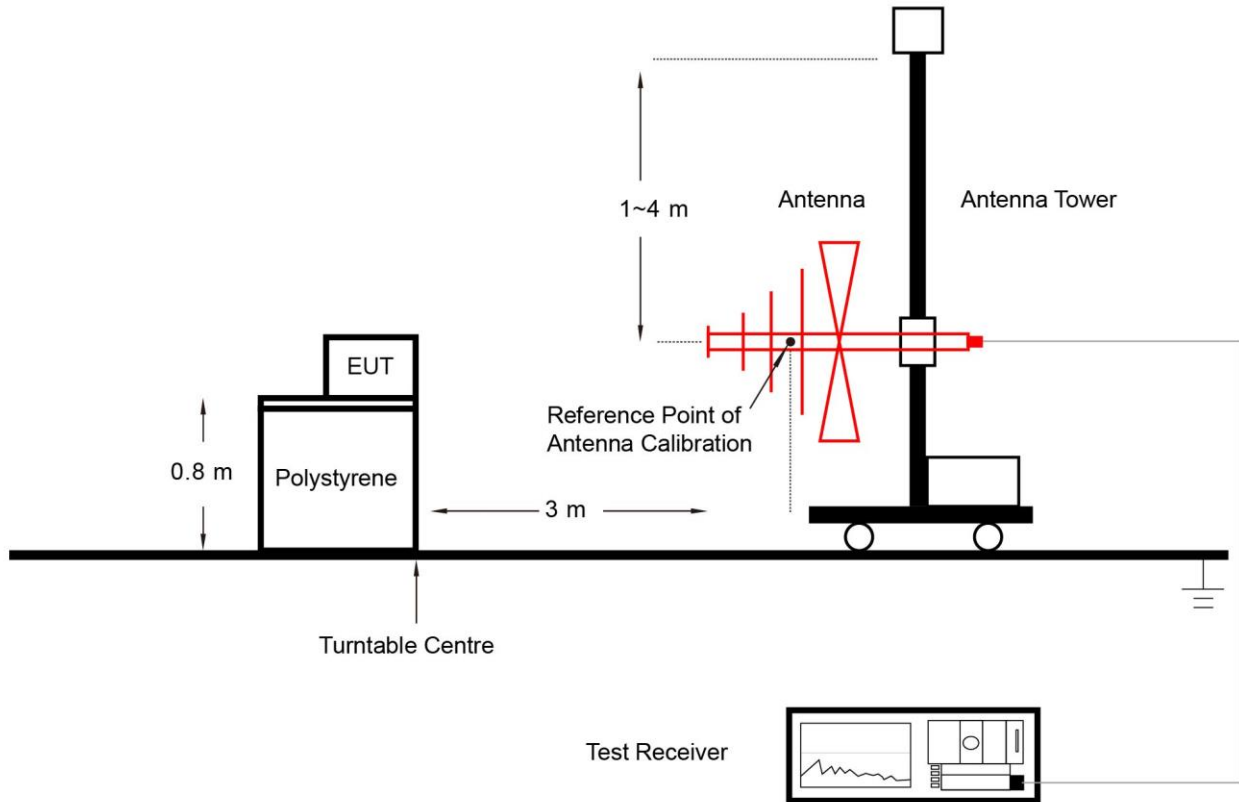 1~4 m
Antenna
Antenna Tower
EUT
Reference Point of
Antenna Calibration
0.8 m
Polystyrene
3 m
Turntable Centre
Test Receiver